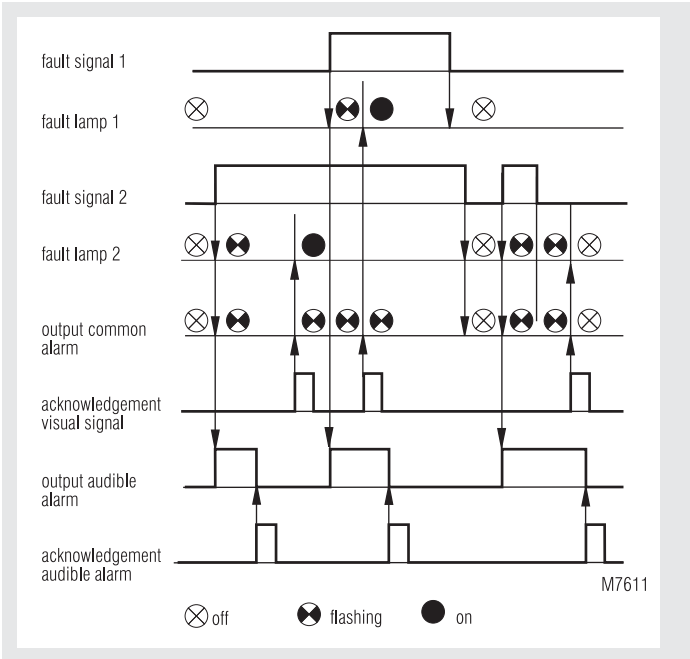 fault signal 1
fault lamp 1
fault signal 2
fault lamp 2
output common
alarm
acknowledgement
visual signal
output audible
alarm
acknowledgement
audible alarm
M7611
off
flashing
on